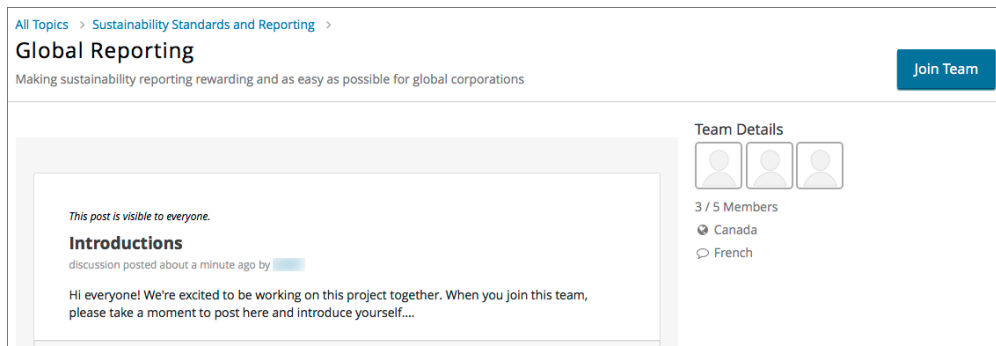 All Topics > Sustainability Standards and Reporting >
Global Reporting
Making sustainability reporting rewarding and as easy as possible for global corporations
Join Team
Team Details
3 / 5 Members
Canada
French
This post is visible to everyone.
Introductions
discussion posted about a minute ago by
Hi everyone! We're excited to be working on this project together. When you join this team,
please take a moment to post here and introduce yourself....